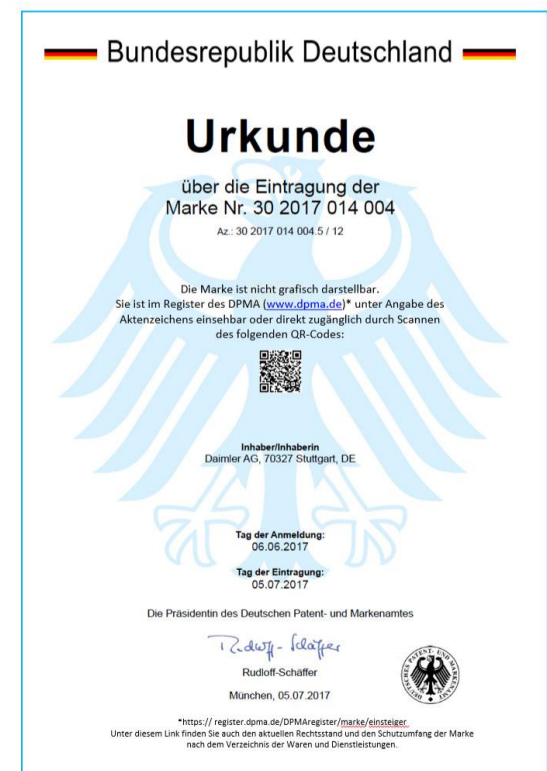 Bundesrepublik Deutschland
Urkunde
über die Eintragung der
Marke Nr. 30 2017 014 004
Az.: 30 2017 014 004.5 / 12
Die Marke ist nicht grafisch darstellbar.
Sie ist im Register des DPMA (www.dpma.de)* unter Angabe des
Aktenzeichens einsehbar oder direkt zugänglich durch Scannen
des folgenden QR-Codes:
Inhaber/Inhaberin
Daimler AG, 70327 Stuttgart, DE
Tag der Anmeldung:
06.06.2017
Tag der Eintragung:
05.07.2017
Die Präsidentin des Deutschen Patent- und Markenamtes
Rudloff-Schäffer
Rudloff-Schäffer
München, 05.07.2017
DEUTSCHES PATENT- UND MARKENAMT
*https:// register.dpma.de/DPMAregister/marke/einsteiger
Unter diesem Link finden Sie auch den aktuellen Rechtsstand und den Schutzumfang der Marke
nach dem Verzeichnis der Waren und Dienstleistungen.